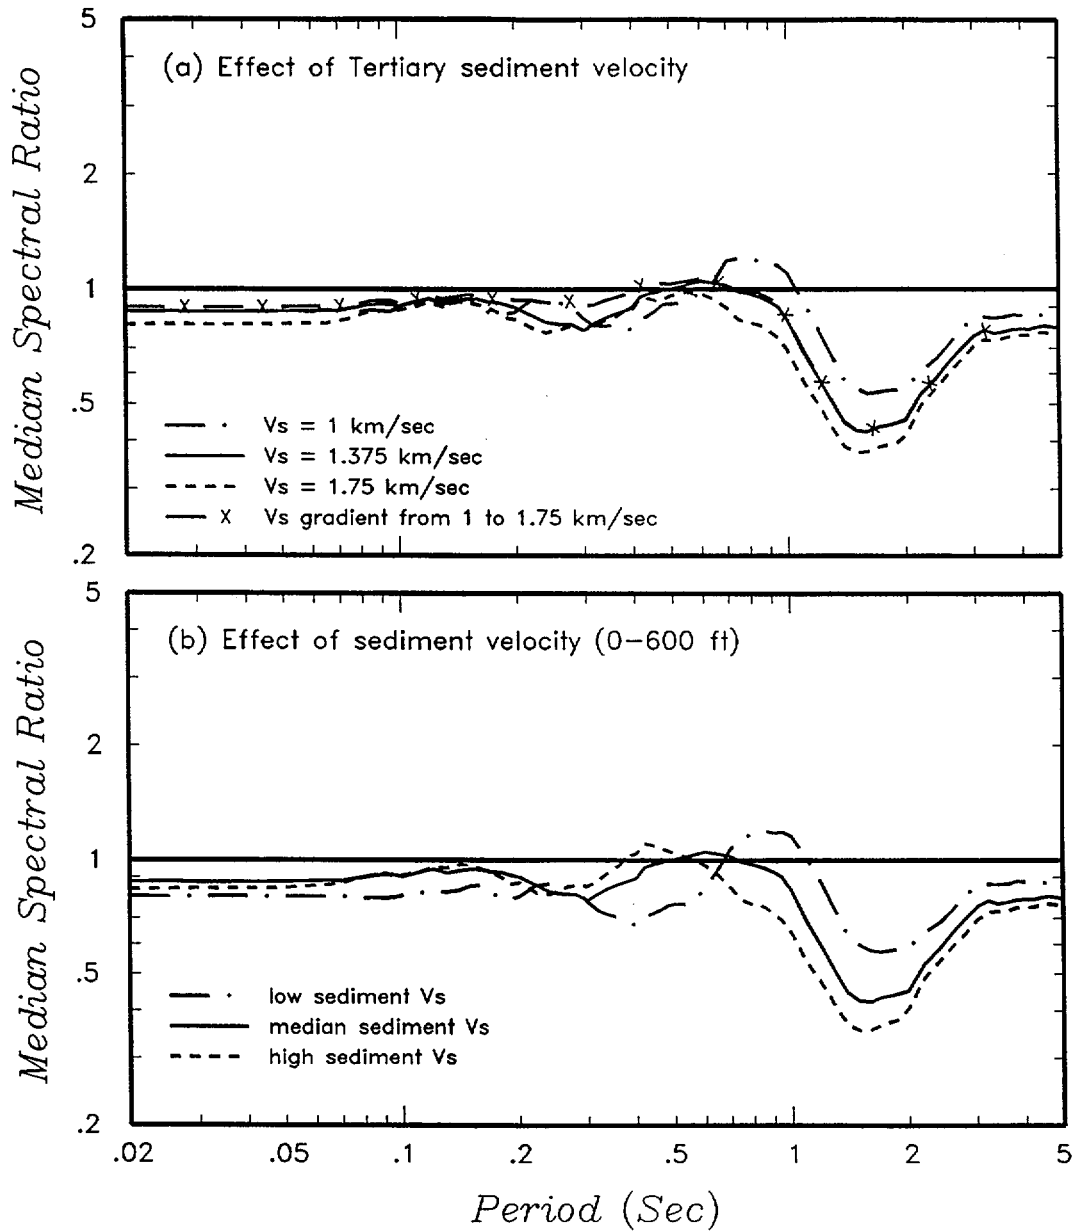 5
(a) Effect of Tertiary sediment velocity
2
1
.5
.2
Median Spectral Ratio
Vs = 1 km/sec
Vs = 1.375 km/sec
Vs = 1.75 km/sec
X Vs gradient from 1 to 1.75 km/sec
5
(b) Effect of sediment velocity (0-600 ft)
2
1
.5
.2
Median Spectral Ratio
low sediment Vs
median sediment Vs
high sediment Vs
.02 .05 .1 .2 .5 1 2 5
Period (Sec)